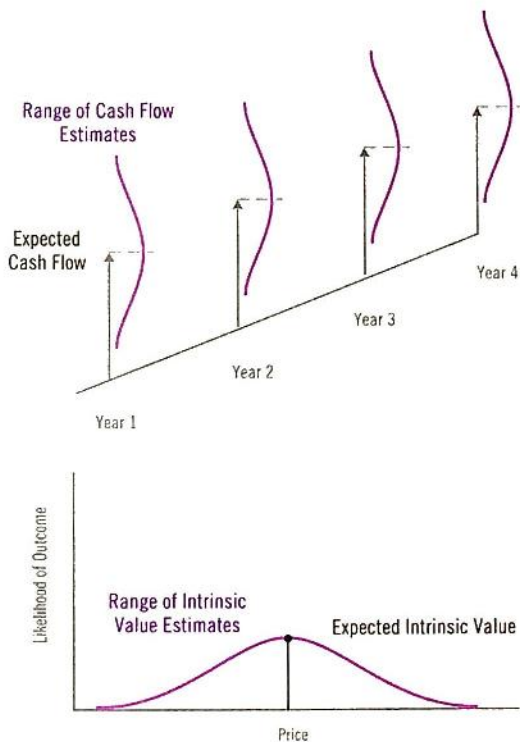 Range of Cash Flow
Estimates
Expected
Cash Flow
Year 1
Year 2
Year 3
Year 4
Likelihood of Outcome
Range of Intrinsic
Value Estimates
Expected Intrinsic Value
Price